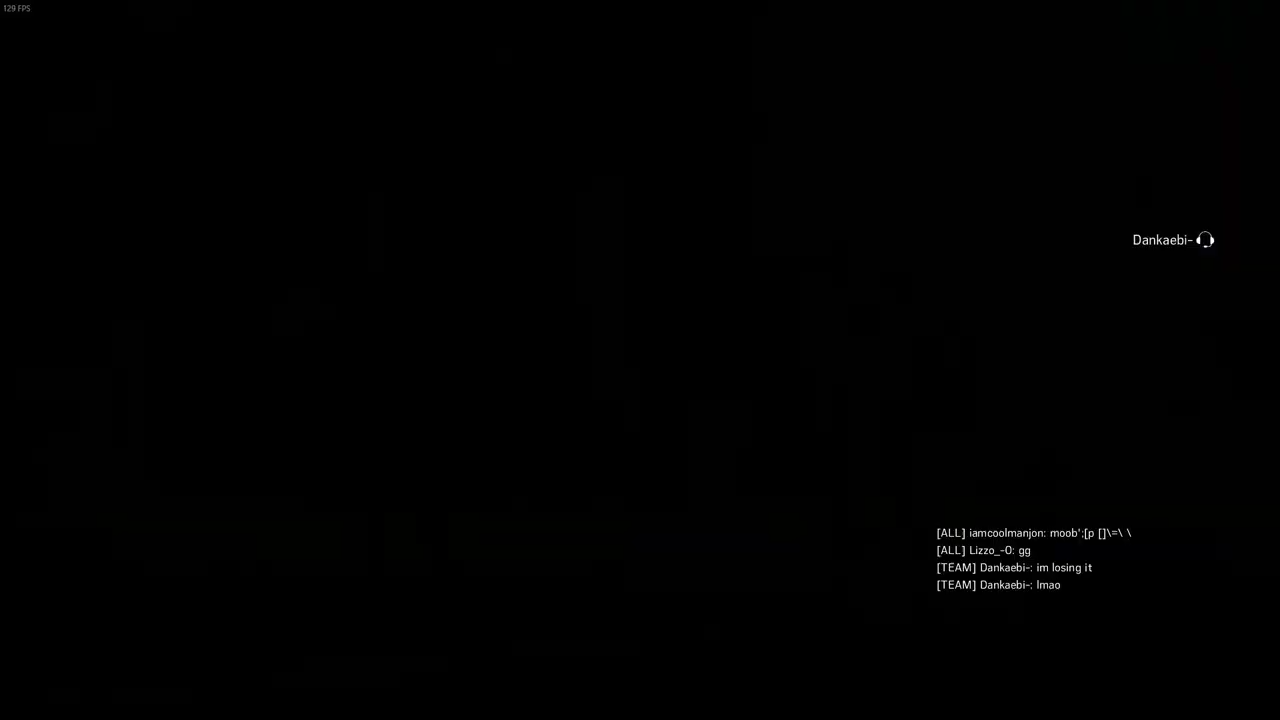 129 FPS
Dankaebi-
[ALL] iamcoolmanjon: moob';[p []\=\ \
[ALL] Lizzo_-O: gg
[TEAM] Dankaebi-: im losing it
[TEAM] Dankaebi-: lmao